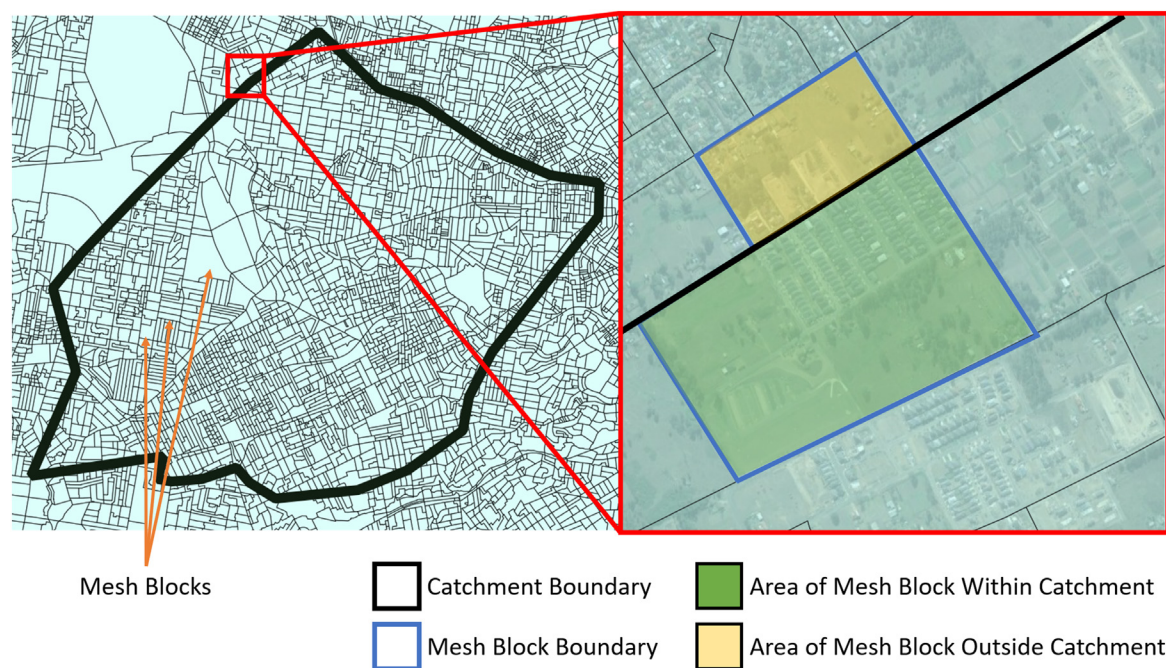 Mesh Blocks
Catchment Boundary
Area of Mesh Block Within Catchment
Mesh Block Boundary
Area of Mesh Block Outside Catchment